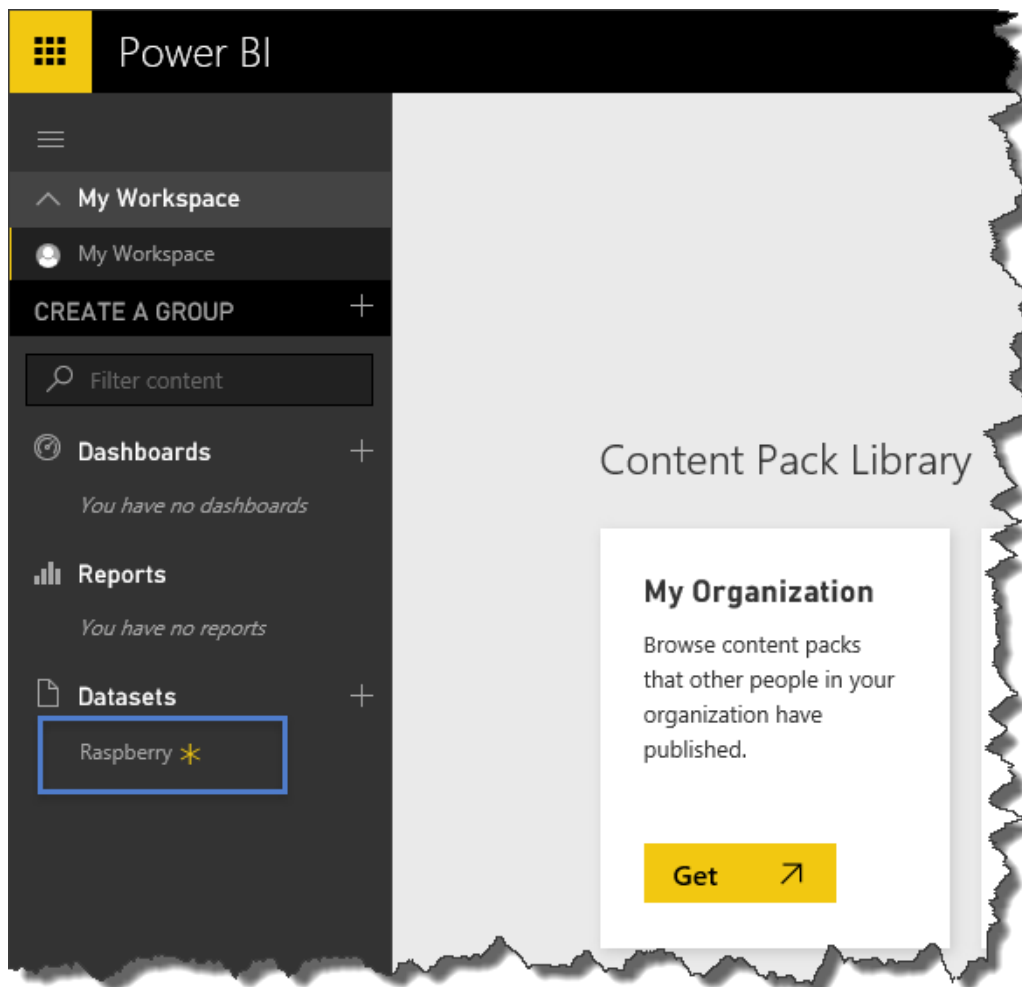 Power BI
My Workspace
My Workspace
CREATE A GROUP
Filter content
Dashboards
You have no dashboards
Reports
You have no reports
Datasets
Raspberry
Content Pack Library
My Organization
Browse content packs
that other people in your
organization have
published.
Get